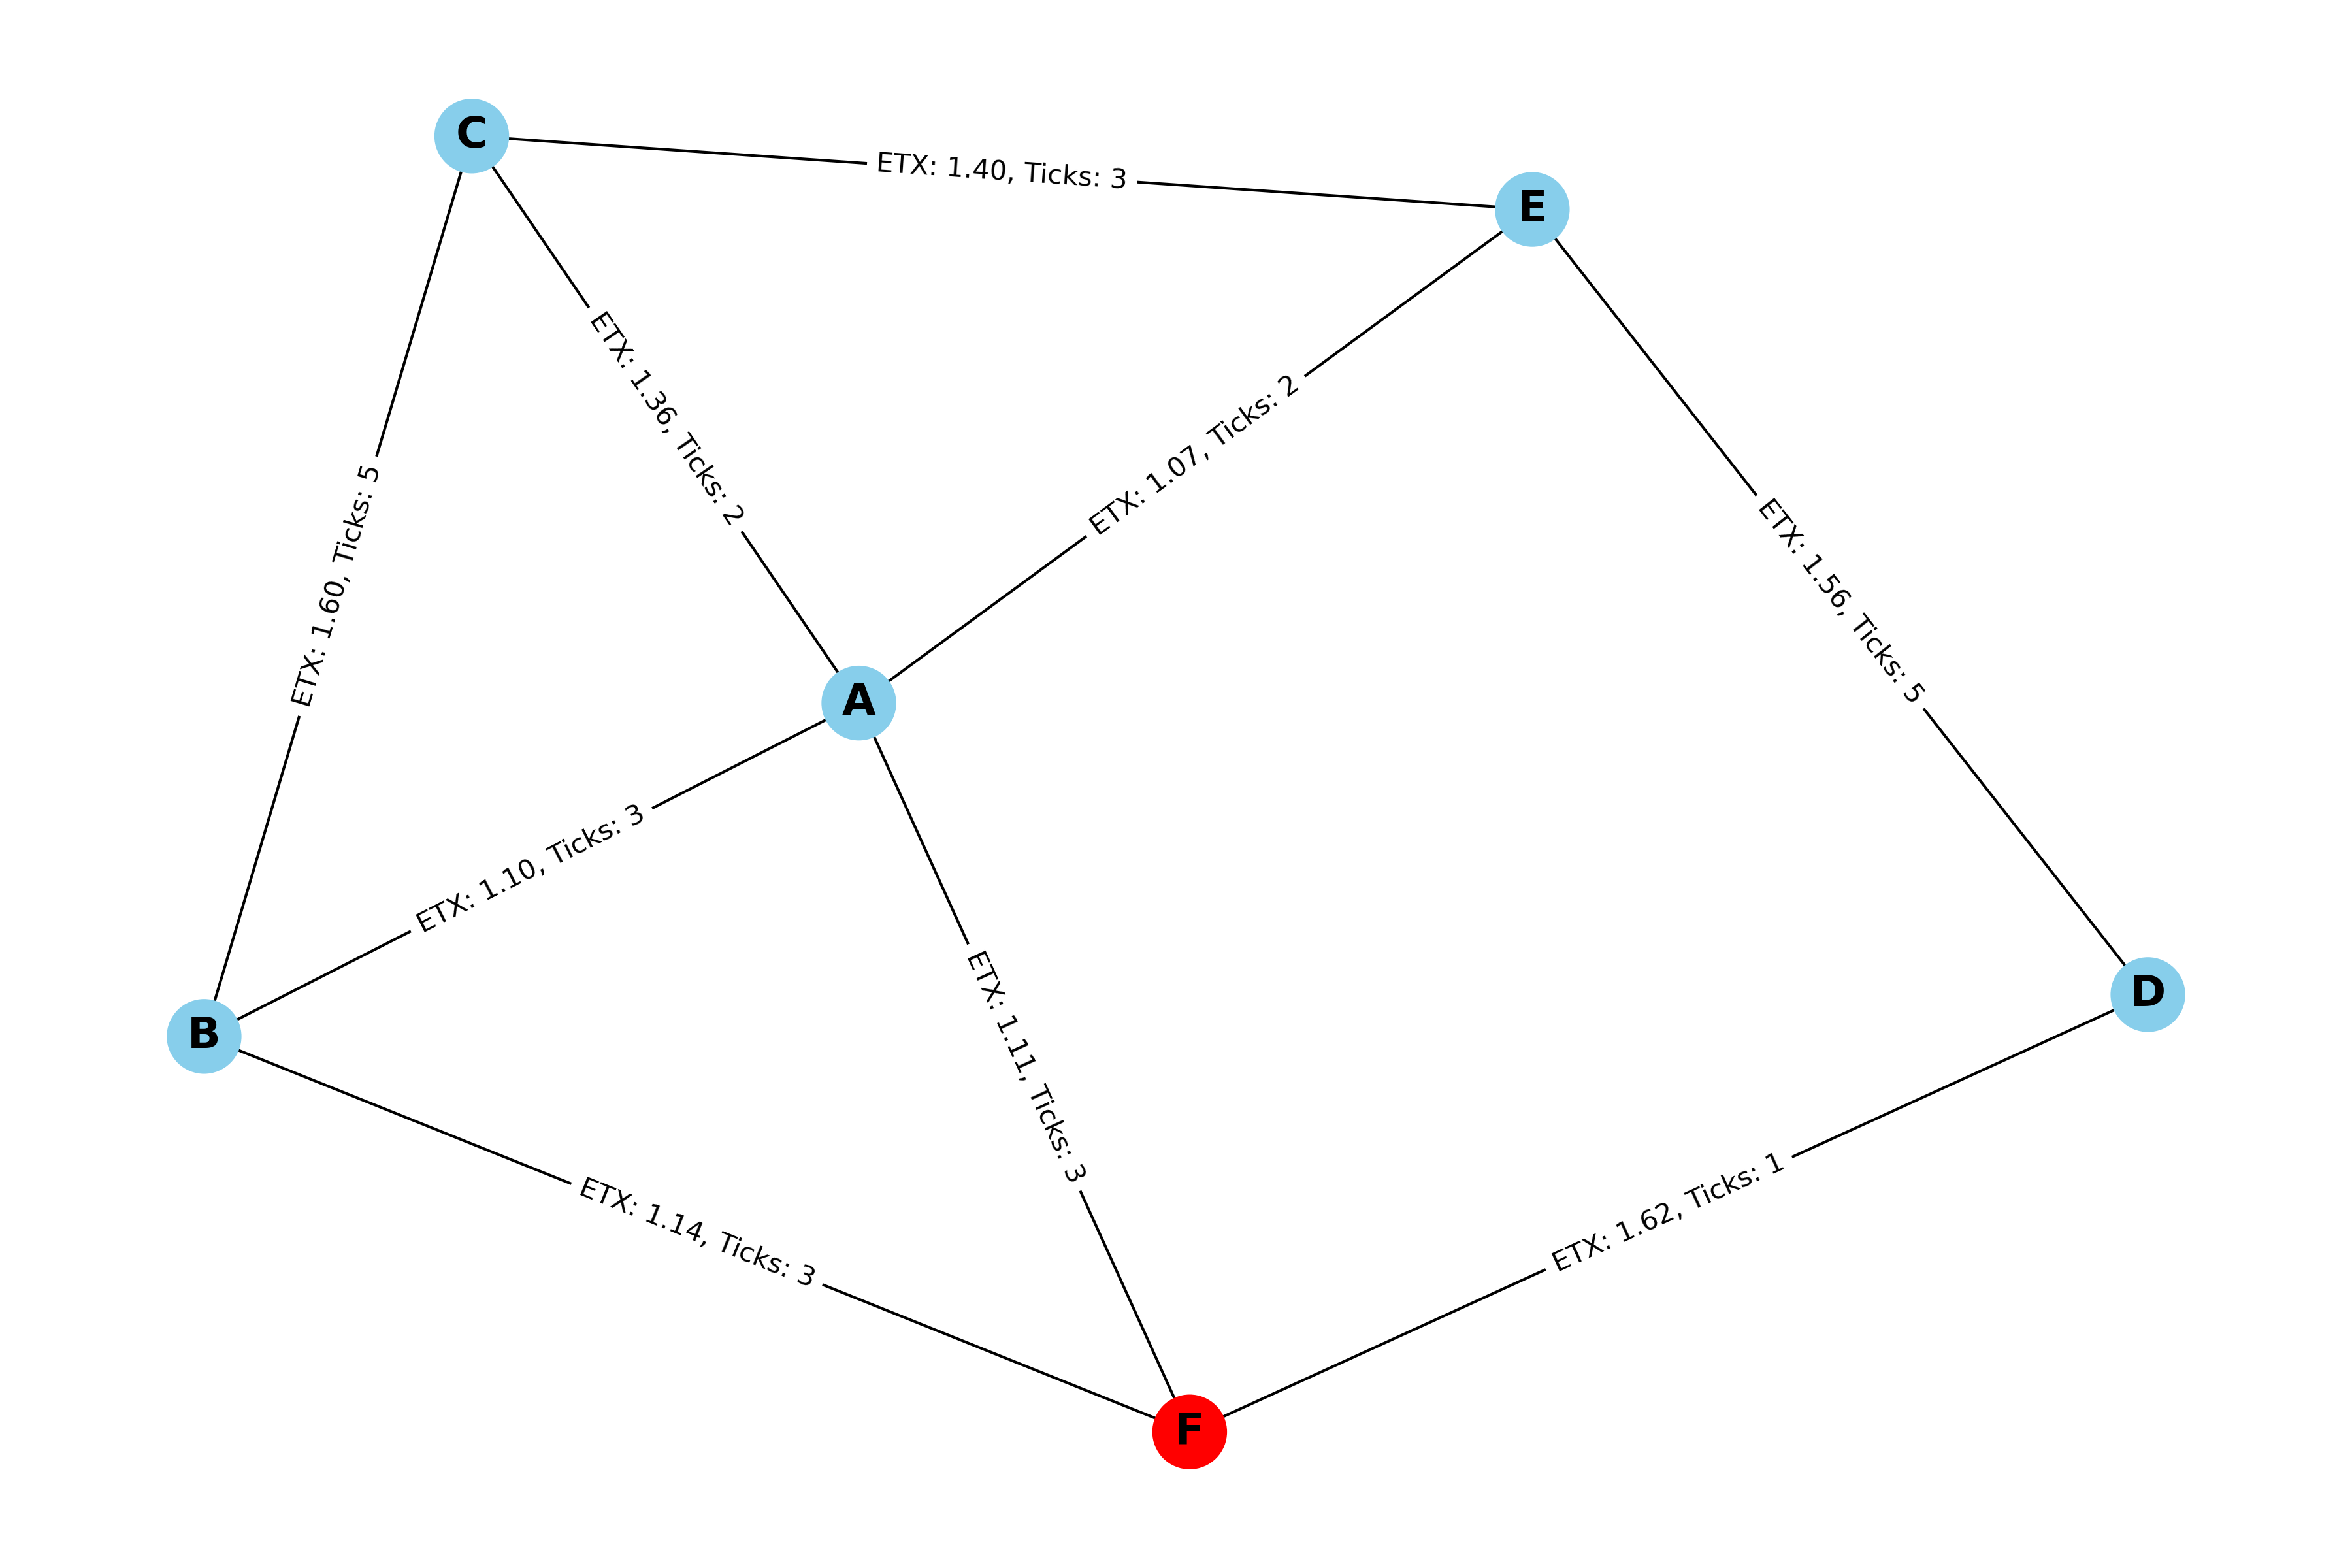 C
ETX: 1.40, Ticks: 3
E
ETX: 1.36, Ticks: 2
ETX: 1.07, Ticks: 2
ETX: 1.60, Ticks: 5
ETX: 1.56, Ticks: 5
A
ETX: 1.10, Ticks: 3
D
B
ETX: 1.11, Ticks: 3
ETX: 1.14, Ticks: 3
ETX: 1.62, Ticks: 1
F